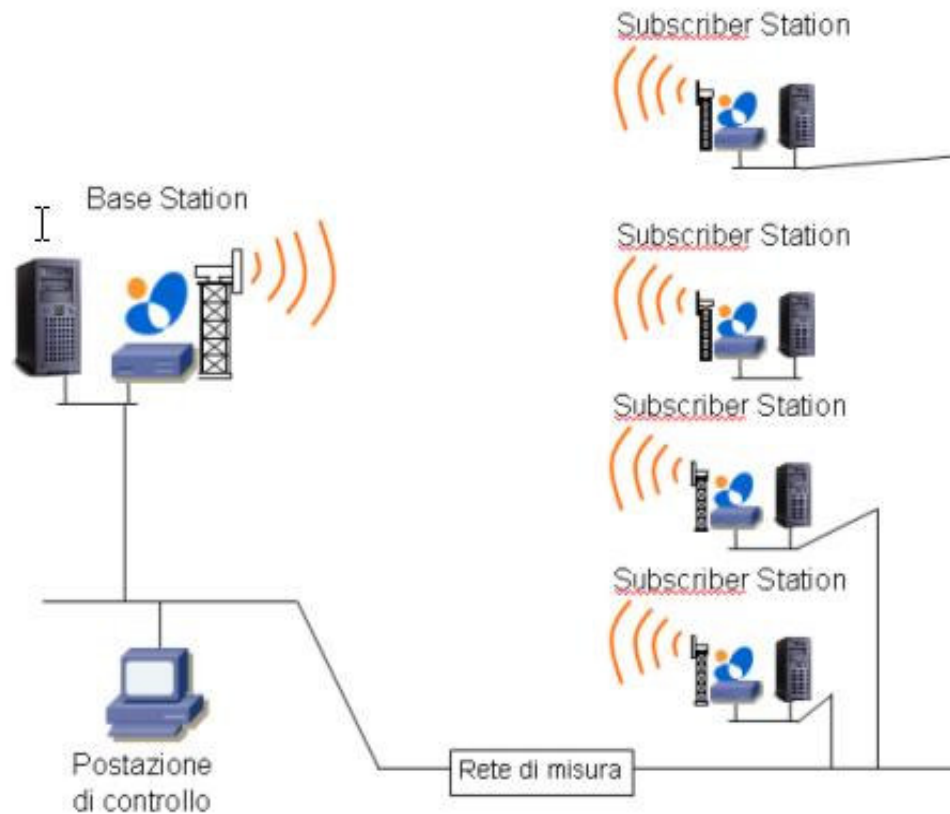 Subscriber Station
Base Station
Subscriber Station
Subscriber Station
Subscriber Station
Rete di misura
Postazione
di controllo